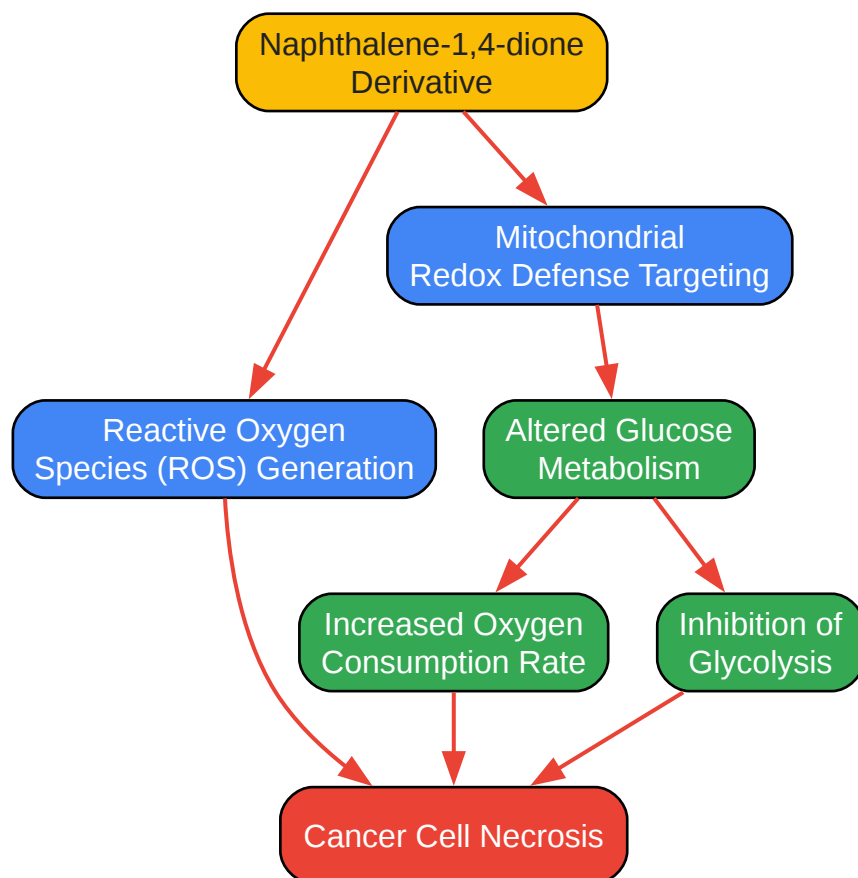 Naphthalene-1,4-dione
Derivative
Mitochondrial
Redox Defense Targeting
Reactive Oxygen
Species (ROS) Generation
Altered Glucose
Metabolism
Increased Oxygen
Consumption Rate
Inhibition of
Glycolysis
Cancer Cell Necrosis